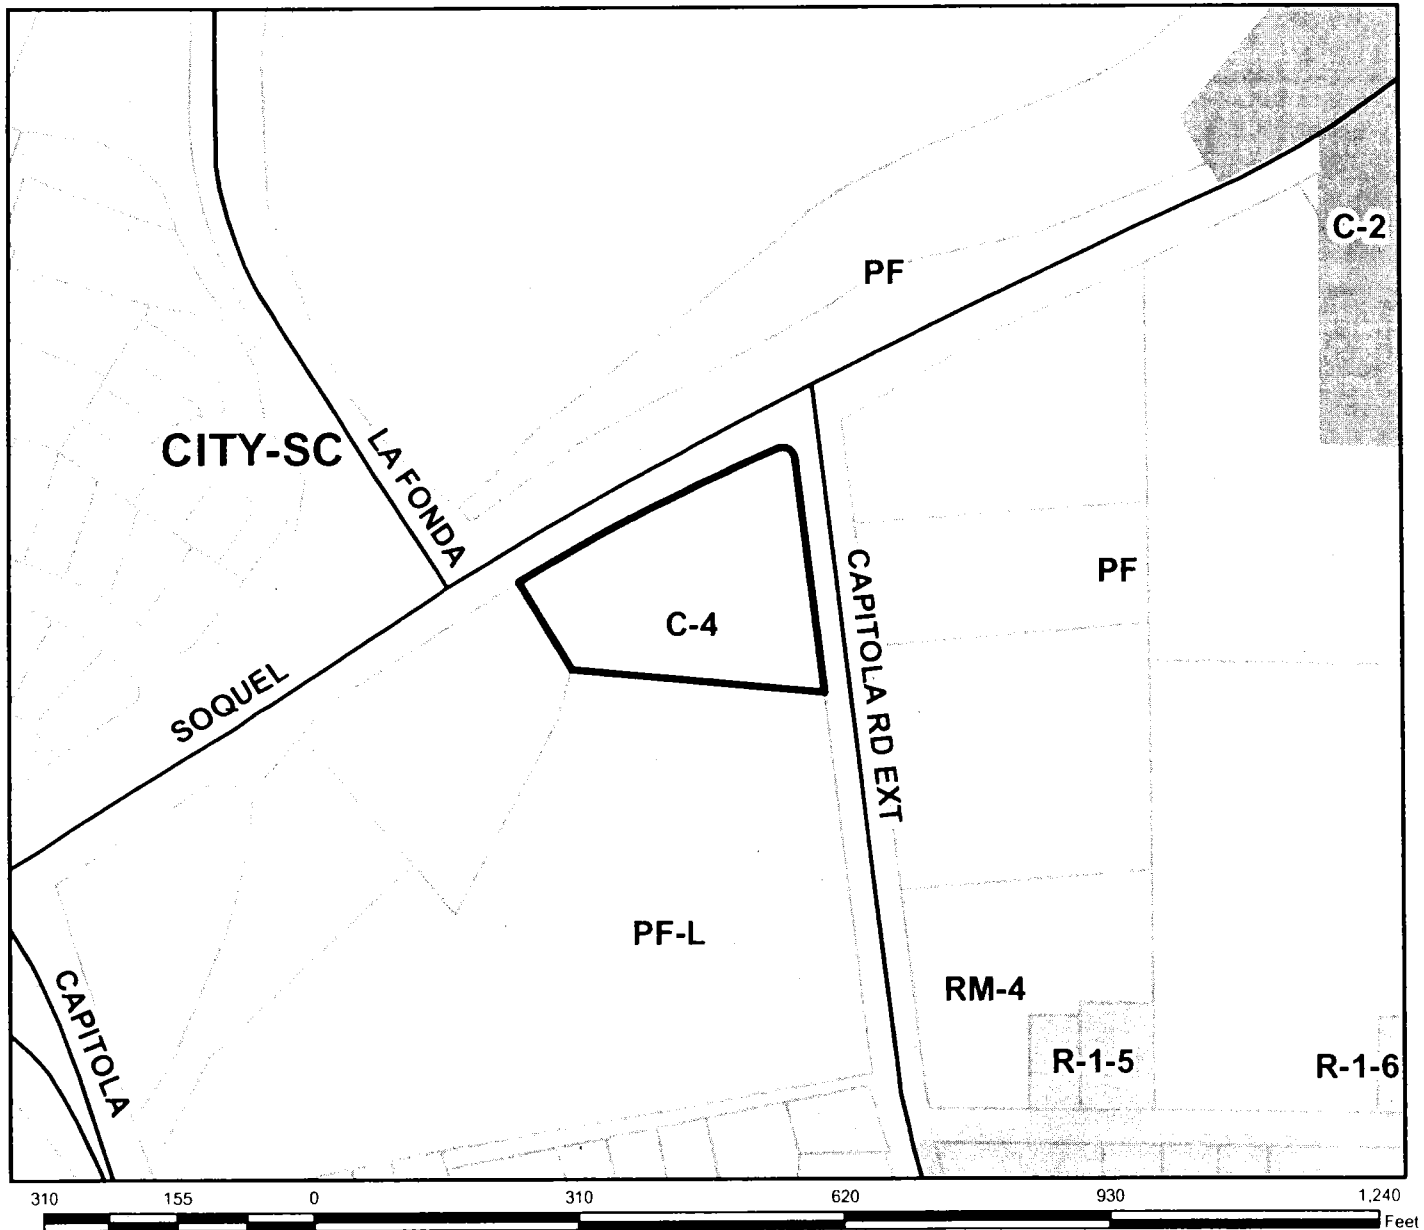 C-2
PF
CITY-SC
LA FONDA
PF
CAPITOLA RD EXT
C-4
SOQUEL
PF-L
RM-4
CAPITOLA
R-1-5
R-1-6
310 155 0 310 620 930 1,240
Feet